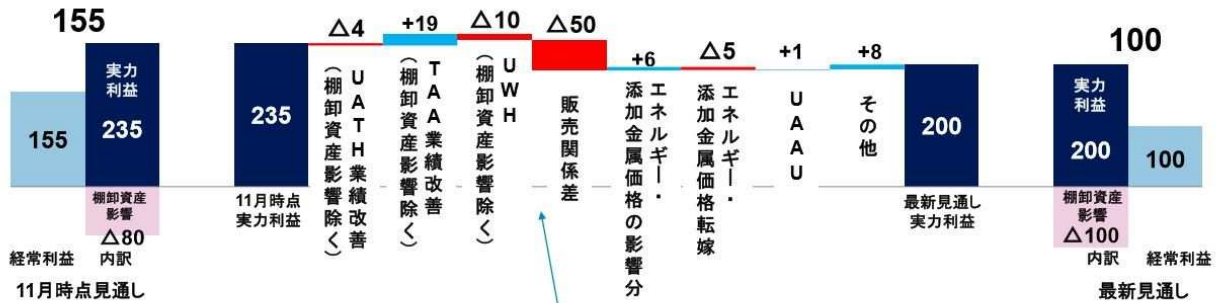 155
155
経常利益
実力
利益
235
棚卸資産
影響
△80
内訳
11月時点見通し
235
11月時点
実力利益
△4
UATH業績改善
（棚卸資産影響除く）
+19
TAA業績改善
（棚卸資産影響除く）
△10
UWH
（棚卸資産影響除く）
△50
販売関係差
+6
エネルギー・
添加金属価格の影響分
△5
エネルギー・
添加金属価格転嫁
+1
UAAU
+8
その他
200
最新見通し
実力利益
100
実力
利益
200
棚卸資産
影響
△100
内訳
100
経常利益
最新見通し